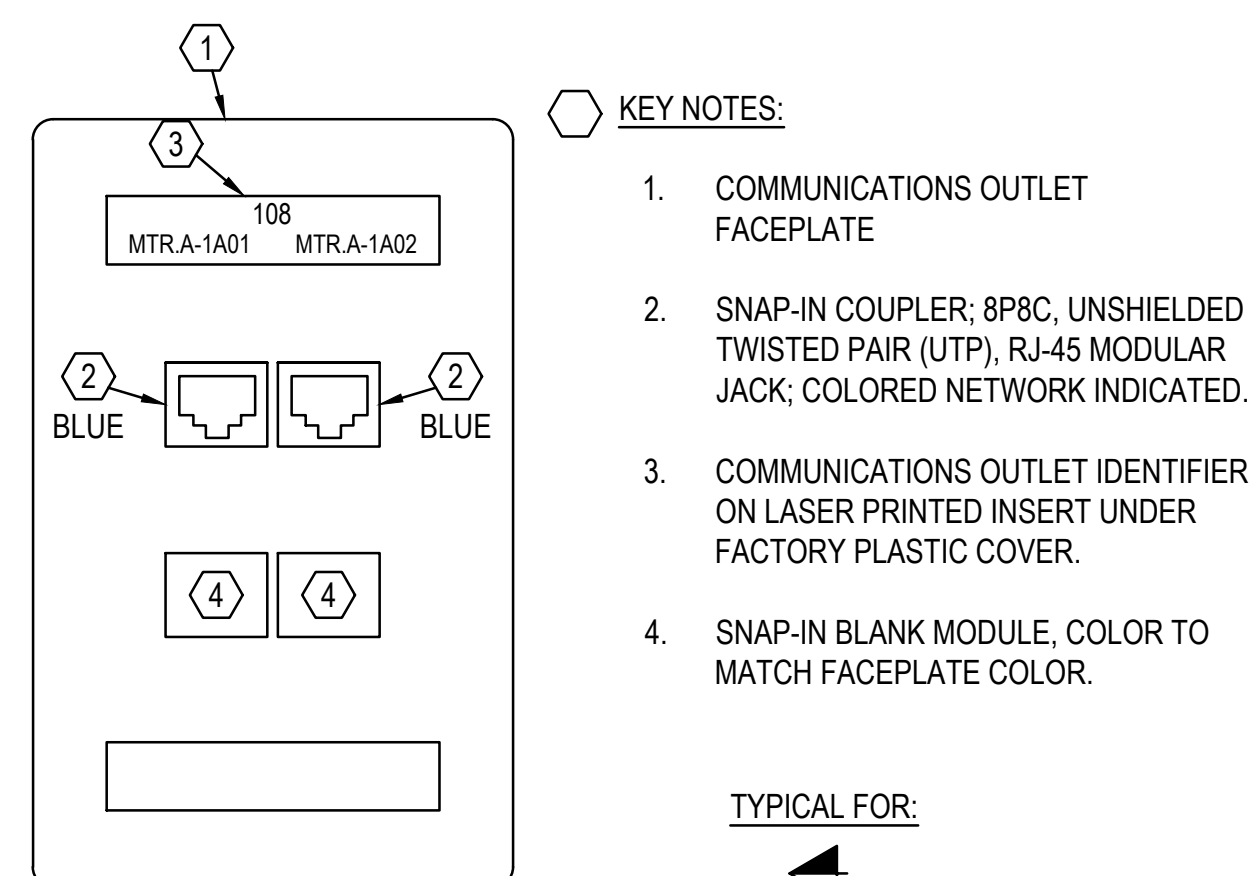 1
3
108
MTR.A-1A01 MTR.A-1A02
2 2
BLUE BLUE
4 4
KEY NOTES:
1. COMMUNICATIONS OUTLET
FACEPLATE
2. SNAP-IN COUPLER; 8P8C, UNSHIELDED
TWISTED PAIR (UTP), RJ-45 MODULAR
JACK; COLORED NETWORK INDICATED.
3. COMMUNICATIONS OUTLET IDENTIFIER
ON LASER PRINTED INSERT UNDER
FACTORY PLASTIC COVER.
4. SNAP-IN BLANK MODULE, COLOR TO
MATCH FACEPLATE COLOR.
TYPICAL FOR: